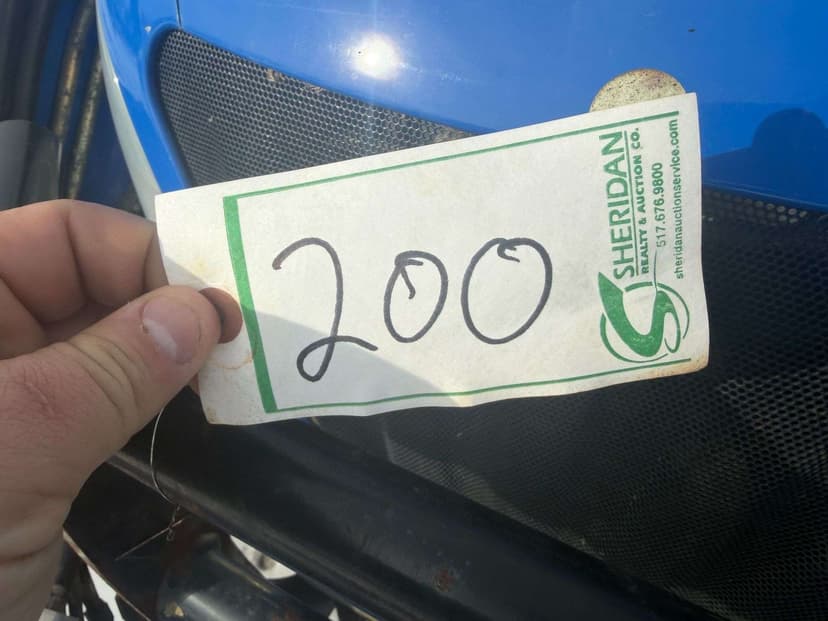 200
SHERIDAN
REALTY & AUCTION CO.
517.676.9800
sheridanauctionservice.com